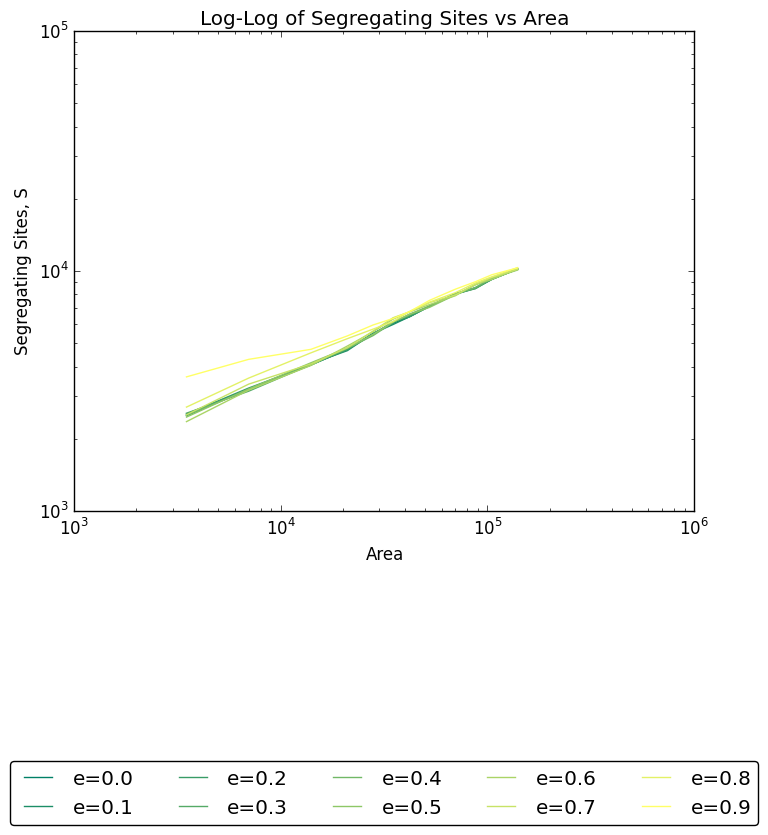 Log-Log of Segregating Sites vs Area
10^5
10^4
10^3
Segregating Sites, S
10^3 10^4 10^5 10^6
Area
e=0.0 e=0.2 e=0.4 e=0.6 e=0.8
e=0.1 e=0.3 e=0.5 e=0.7 e=0.9